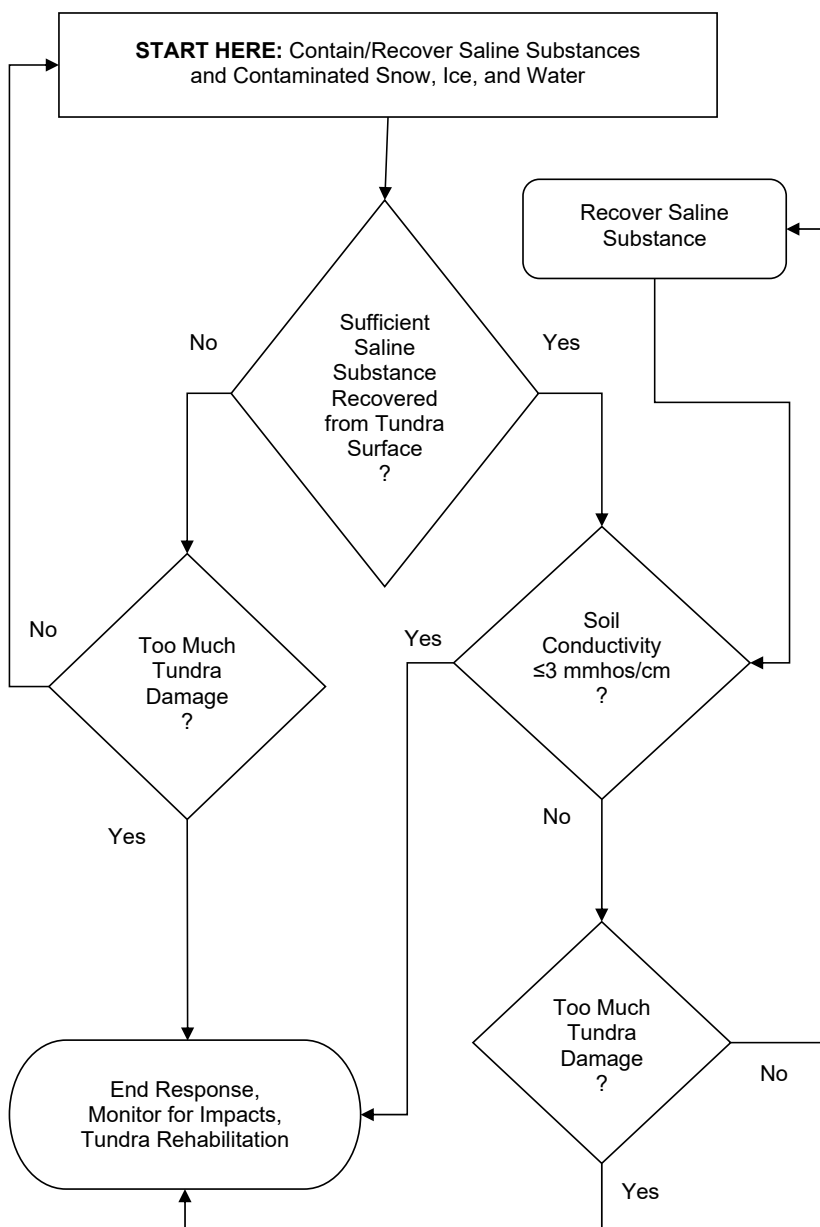 START HERE: Contain/Recover Saline Substances
and Contaminated Snow, Ice, and Water
Recover Saline
Substance
No
Sufficient
Saline
Substance
Recovered
from Tundra
Surface
?
Yes
No
Too Much
Tundra
Damage
?
Yes
Soil
Conductivity
≤3 mmhos/cm
?
Yes
No
Too Much
Tundra
Damage
?
No
End Response,
Monitor for Impacts,
Tundra Rehabilitation
Yes